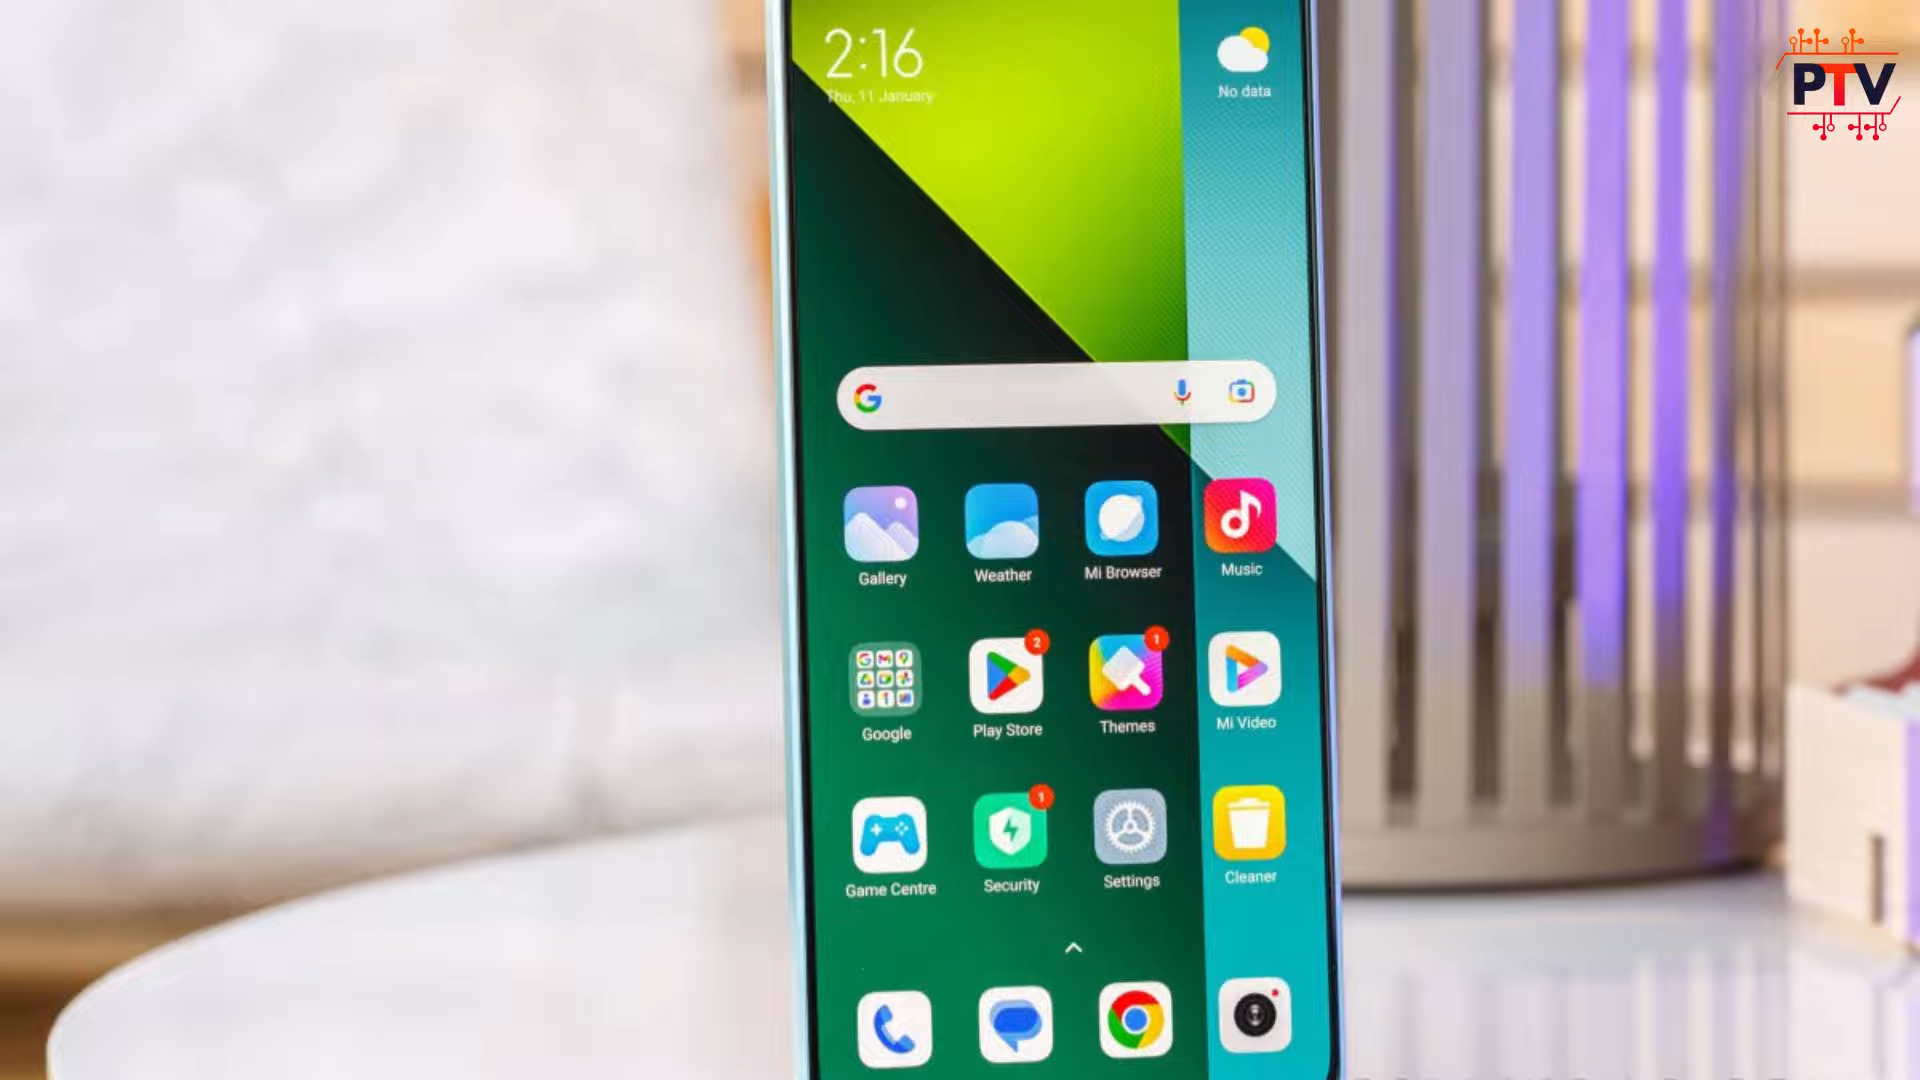 2:16
Thu, 11 January
No data
PTV
Gallery
Weather
Mi Browser
Music
2
1
Google
Play Store
Themes
Mi Video
1
Game Centre
Security
Settings
Cleaner